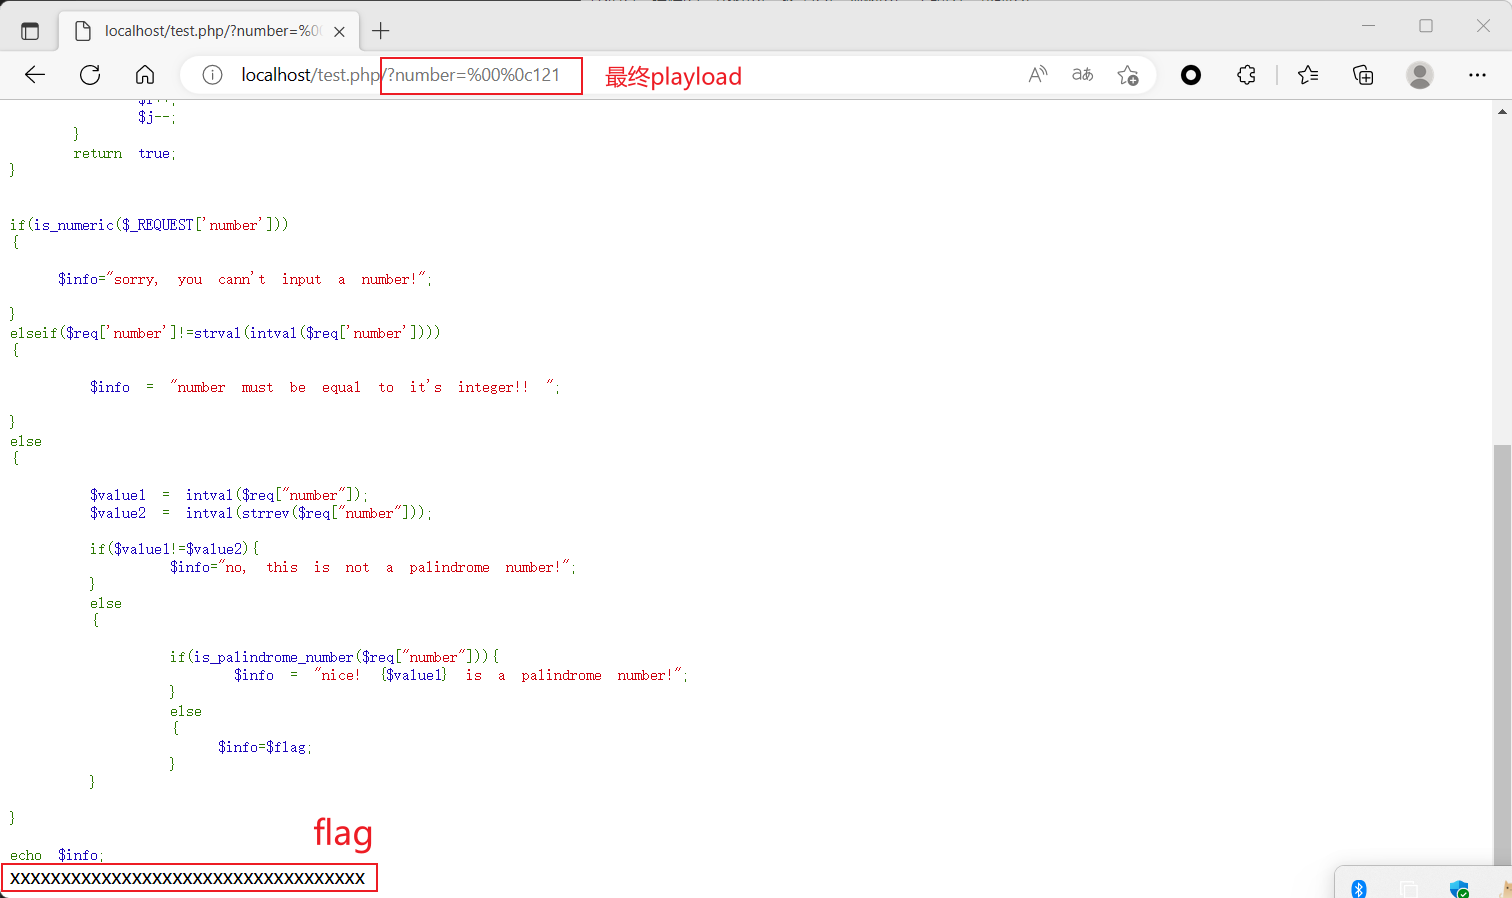 localhost/test.php/?number=%0
localhost/test.php/?number=%00%0c121
最终playload
$i++;
$j--;
}
return true;
}
if(is_numeric($_REQUEST['number']))
{
$info="sorry, you cann't input a number!";
}
elseif($req['number']!=strval(intval($req['number'])))
{
$info = "number must be equal to it's integer!! ";
}
else
{
$value1 = intval($req["number"]);
$value2 = intval(strrev($req["number"]));
if($value1!=$value2){
$info="no, this is not a palindrome number!";
}
else
{
if(is_palindrome_number($req["number"])){
$info = "nice! {$value1} is a palindrome number!";
}
else
{
$info=$flag;
}
}
}
flag
echo $info;
xxxxxxxxxxxxxxxxxxxxxxxxxxxxxxxxxxx